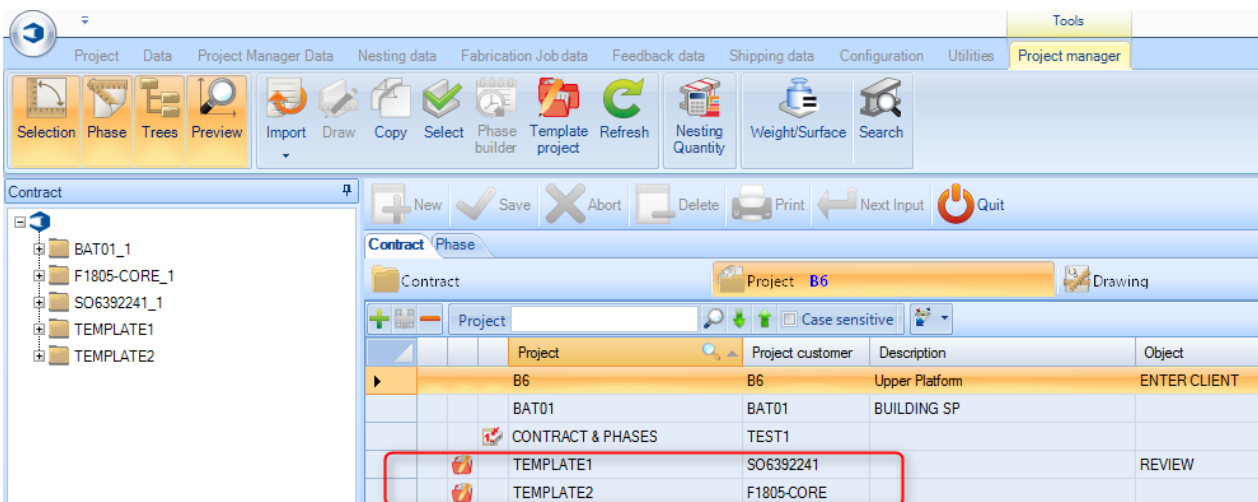 Tools
Project Data Project Manager Data Nesting data Fabrication Job data Feedback data Shipping data Configuration Utilities Project manager
Selection Phase Trees Preview Import Draw Copy Select Phase builder Template project Refresh Nesting Quantity Weight/Surface Search
Contract
New Save Abort Delete Print Next Input Quit
BAT01_1
F1805-CORE_1
SO6392241_1
TEMPLATE1
TEMPLATE2
Contract Phase
Contract Project B6 Drawing
Project Case sensitive
Project Project customer Description Object
B6 B6 Upper Platform ENTER CLIENT
BAT01 BAT01 BUILDING SP
CONTRACT & PHASES TEST1
TEMPLATE1 SO6392241 REVIEW
TEMPLATE2 F1805-CORE